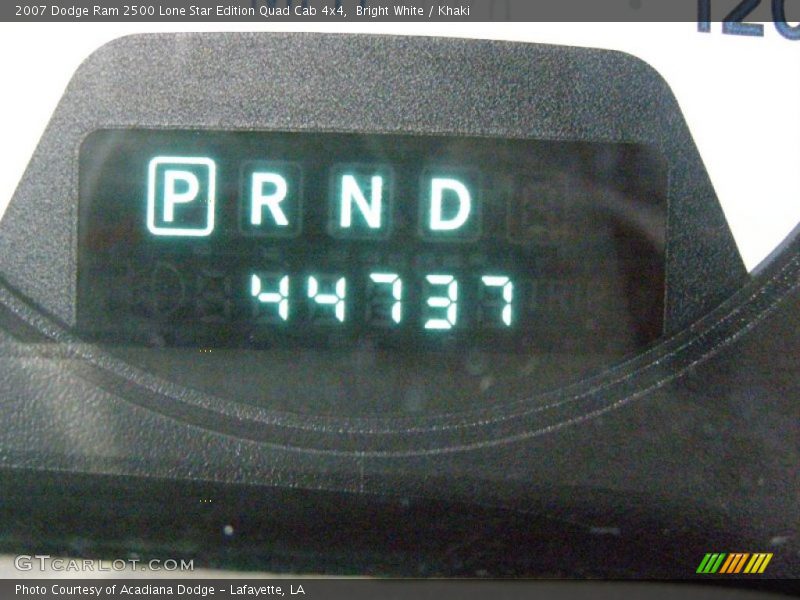 2007 Dodge Ram 2500 Lone Star Edition Quad Cab 4x4, Bright White / Khaki
120
P R N D
44737
GTCARLOT.COM
Photo Courtesy of Acadiana Dodge - Lafayette, LA